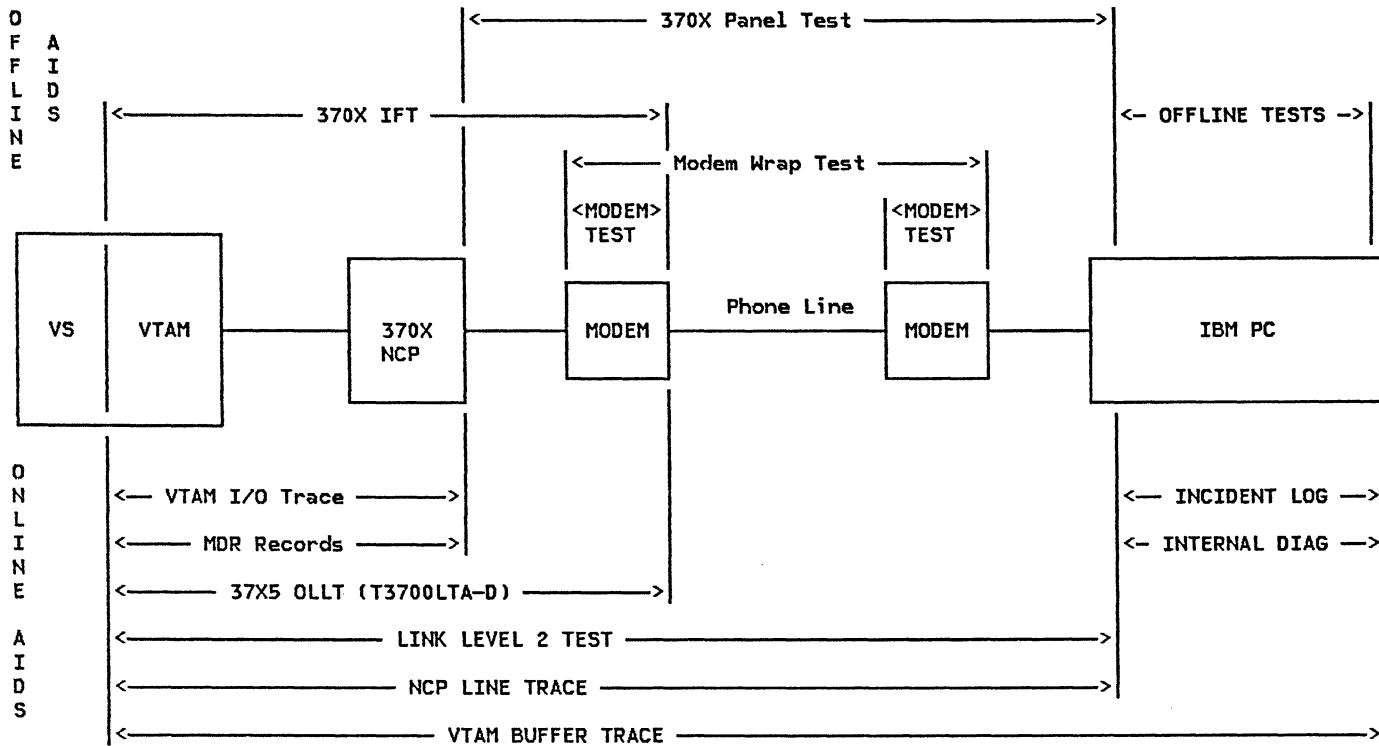 OFFLINE
AIDS
<— 370X Panel Test —>
<— 370X IFT —>
<— OFFLINE TESTS —>
<— Modem Wrap Test —>
<MODEM>
TEST
<MODEM>
TEST
VS
VTAM
370X
NCP
MODEM
Phone Line
MODEM
IBM PC
ONLINE
AIDS
<— VTAM I/O Trace —>
<— INCIDENT LOG —>
<— MDR Records —>
<— INTERNAL DIAG —>
<— 37X5 OLLT (T3700LTA-D) —>
<— LINK LEVEL 2 TEST —>
<— NCP LINE TRACE —>
<— VTAM BUFFER TRACE —>